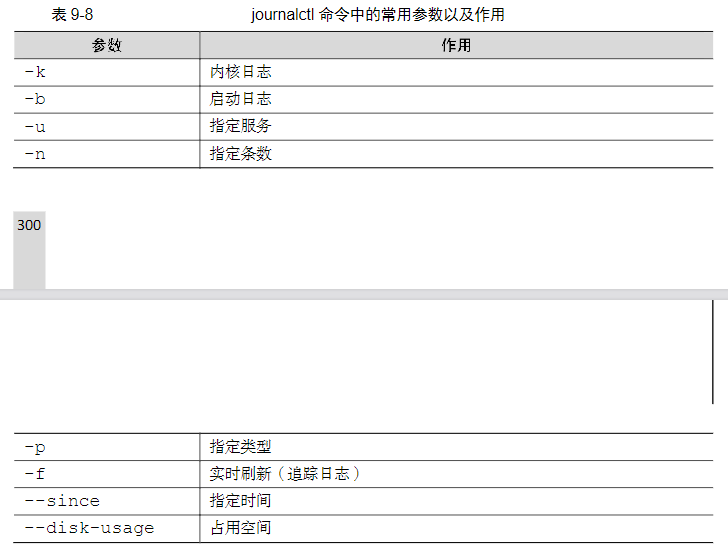 表 9-8 journalctl 命令中的常用参数以及作用
参数 作用
-k 内核日志
-b 启动日志
-u 指定服务
-n 指定条数
300
-p 指定类型
-f 实时刷新（追踪日志）
--since 指定时间
--disk-usage 占用空间